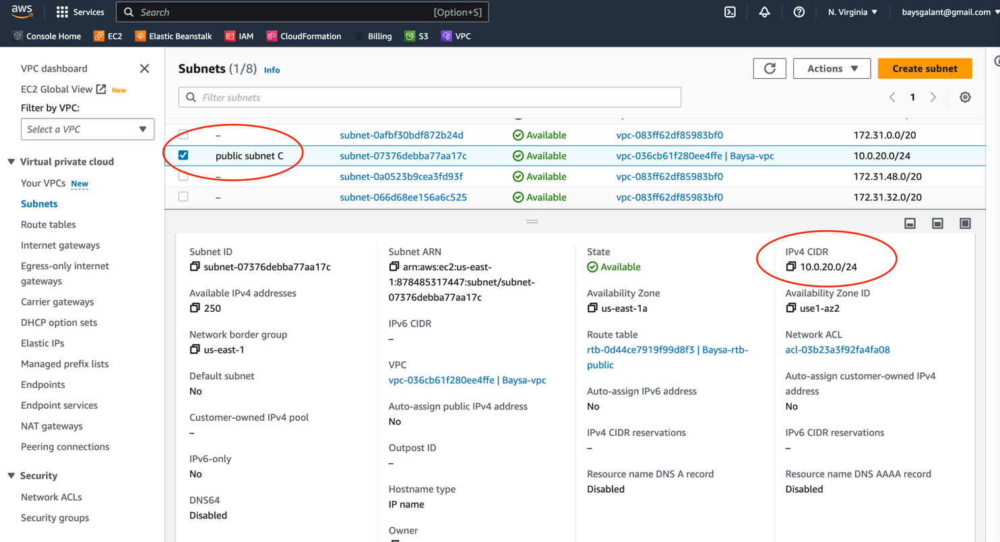 aws
Services
Search
[Option+S]
N. Virginia
baysgalant@gmail.com
Console Home
EC2
Elastic Beanstalk
IAM
CloudFormation
Billing
S3
VPC
VPC dashboard
EC2 Global View New
Filter by VPC:
Select a VPC
Virtual private cloud
Your VPCs New
Subnets
Route tables
Internet gateways
Egress-only internet
gateways
Carrier gateways
DHCP option sets
Elastic IPs
Managed prefix lists
Endpoints
Endpoint services
NAT gateways
Peering connections
Security
Network ACLs
Security groups
Subnets (1/8) Info
Actions
Create subnet
Filter subnets
1
– subnet-0afbf30bdf872b24d Available vpc-083ff62df85983bf0 172.31.0.0/20
public subnet C subnet-07376debba77aa17c Available vpc-036cb61f280ee4ffe | Baysa-vpc 10.0.20.0/24
– subnet-0a0523b9cea3fd93f Available vpc-083ff62df85983bf0 172.31.48.0/20
– subnet-066d68ee156a6c525 Available vpc-083ff62df85983bf0 172.31.32.0/20
Subnet ID
subnet-07376debba77aa17c
Available IPv4 addresses
250
Network border group
us-east-1
Default subnet
No
Customer-owned IPv4 pool
–
IPv6-only
No
DNS64
Disabled
Subnet ARN
arn:aws:ec2:us-east-
1:878485317447:subnet/subnet-
07376debba77aa17c
IPv6 CIDR
–
VPC
vpc-036cb61f280ee4ffe | Baysa-vpc
Auto-assign public IPv4 address
No
Outpost ID
–
Hostname type
IP name
Owner
State
Available
Availability Zone
us-east-1a
Route table
rtb-0d44ce7919f99d8f3 | Baysa-rtb-
public
Auto-assign IPv6 address
No
IPv4 CIDR reservations
–
Resource name DNS A record
Disabled
IPv4 CIDR
10.0.20.0/24
Availability Zone ID
use1-az2
Network ACL
acl-03b23a3f92fa4fa08
Auto-assign customer-owned IPv4
address
No
IPv6 CIDR reservations
–
Resource name DNS AAAA record
Disabled